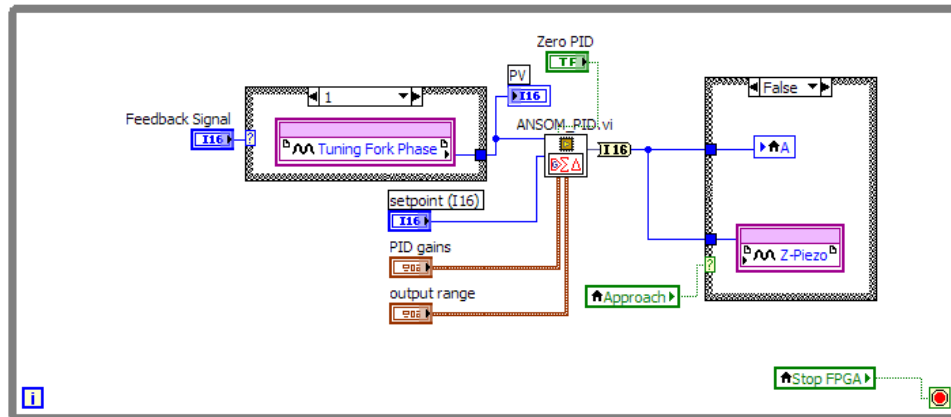 Zero PID
TF
PV
I16
1
False
Feedback Signal
I16
?
Tuning Fork Phase
ANSOM_PID.vi
I16
A
setpoint (I16)
I16
Z-Piezo
PID gains
?
output range
Approach
Stop FPGA
i